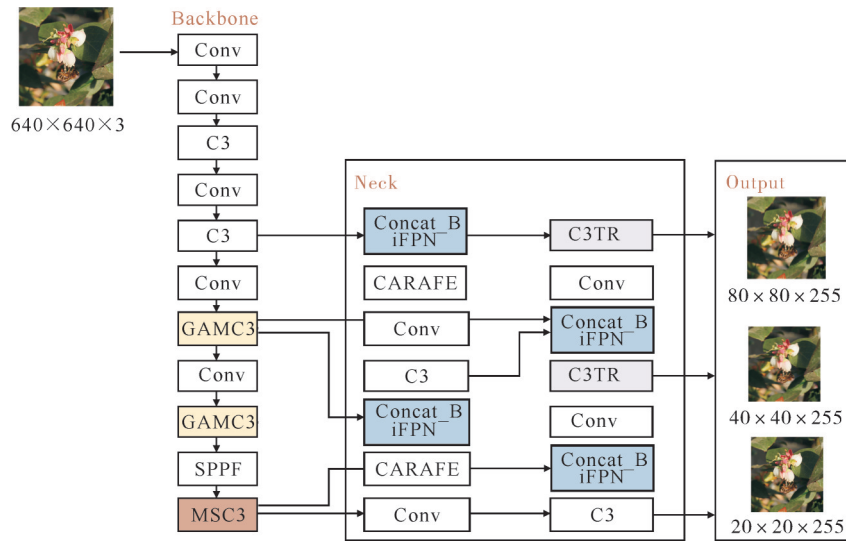 Backbone
640×640×3
Conv
Conv
C3
Conv
C3
Conv
GAMC3
Conv
GAMC3
SPPF
MSC3
Neck
Concat_B
iFPN
CARAFE
Conv
C3
Concat_B
iFPN
CARAFE
Conv
C3TR
Conv
Concat_B
iFPN
C3TR
Conv
Concat_B
iFPN
C3
Output
80×80×255
40×40×255
20×20×255